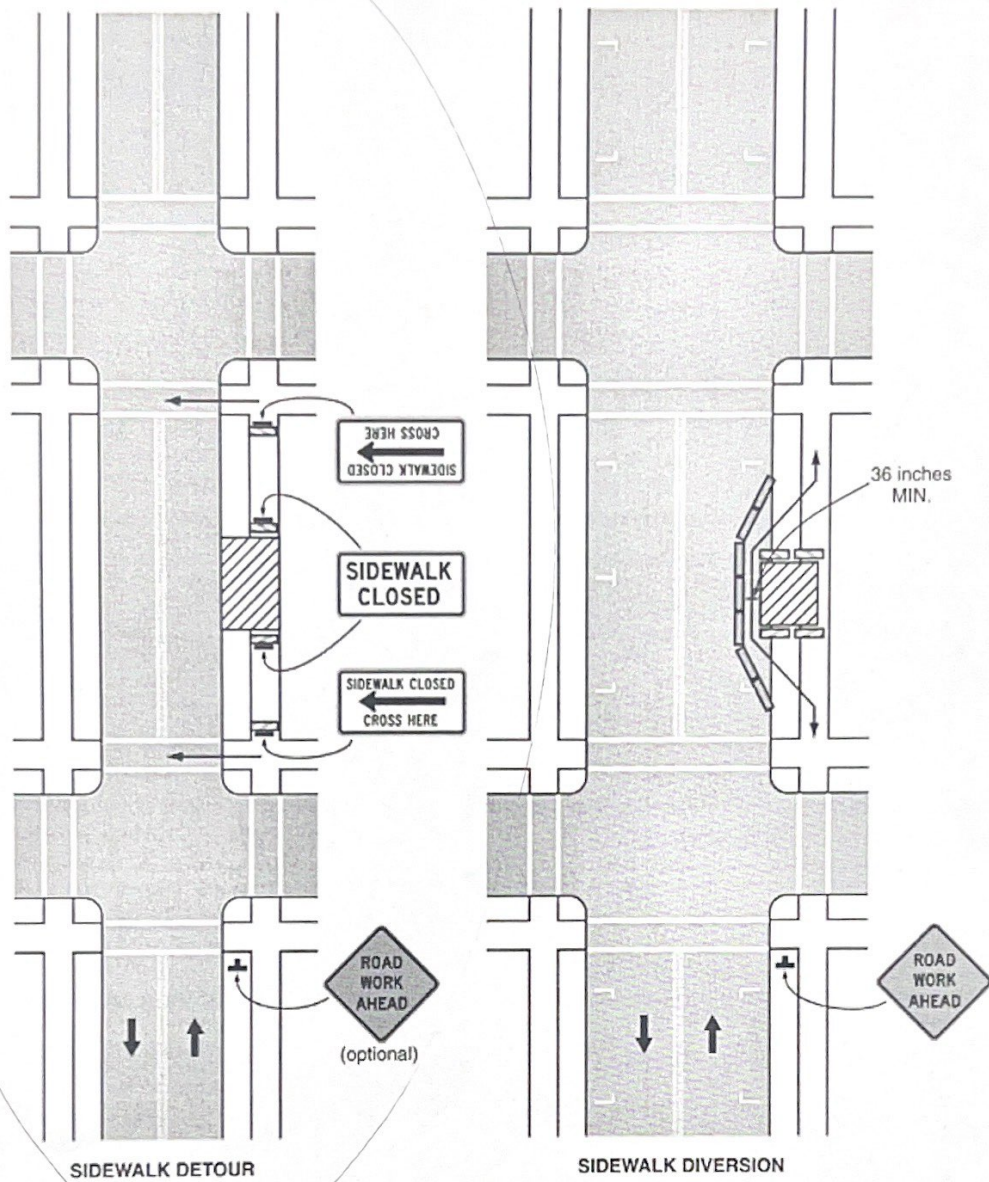 SIDEWALK CLOSED
CROSS HERE
SIDEWALK
CLOSED
SIDEWALK CLOSED
CROSS HERE
ROAD
WORK
AHEAD
(optional)
SIDEWALK DETOUR
36 inches
MIN.
ROAD
WORK
AHEAD
SIDEWALK DIVERSION